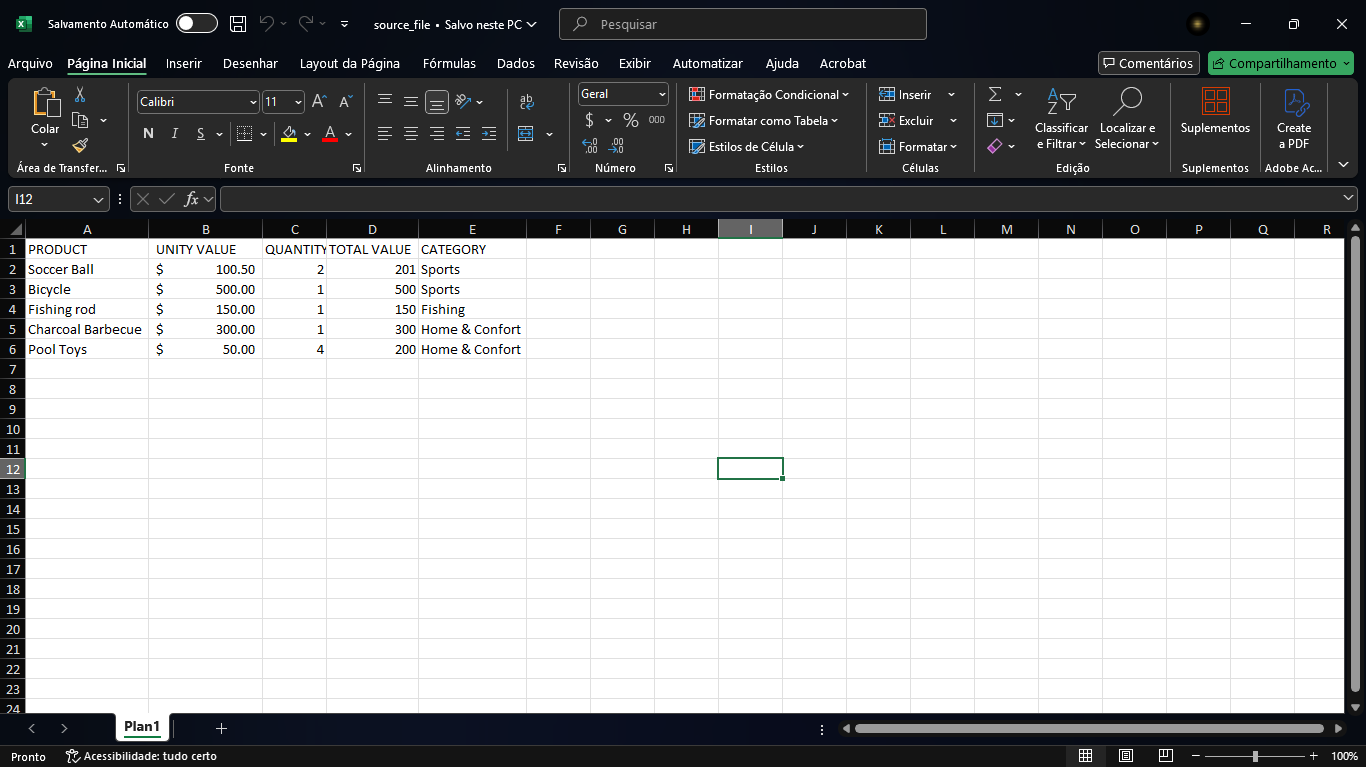 Salvamento Automático source_file • Salvo neste PC Pesquisar
Arquivo Página Inicial Inserir Desenhar Layout da Página Fórmulas Dados Revisão Exibir Automatizar Ajuda Acrobat Comentários Compartilhamento
Colar
Calibri 11
N I S
ab
Geral
$ % 000
Formatação Condicional
Formatar como Tabela
Estilos de Célula
Inserir
Excluir
Formatar
Classificar e Filtrar
Localizar e Selecionar
Suplementos
Create a PDF
Área de Transfer... Fonte Alinhamento Número Estilos Células Edição Suplementos Adobe Ac...
I12 fx
A B C D E F G H I J K L M N O P Q R
1 PRODUCT UNITY VALUE QUANTITY TOTAL VALUE CATEGORY
2 Soccer Ball $ 100.50 2 201 Sports
3 Bicycle $ 500.00 1 500 Sports
4 Fishing rod $ 150.00 1 150 Fishing
5 Charcoal Barbecue $ 300.00 1 300 Home & Confort
6 Pool Toys $ 50.00 4 200 Home & Confort
7
8
9
10
11
12
13
14
15
16
17
18
19
20
21
22
23
24
Plan1
Pronto Acessibilidade: tudo certo 100%